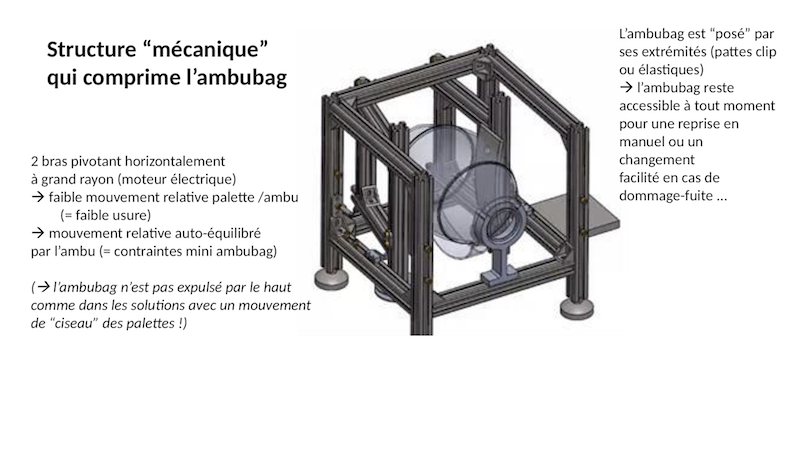 Structure “mécanique”
qui comprime l’ambubag
2 bras pivotant horizontalement
à grand rayon (moteur électrique)
→ faible mouvement relative palette /ambu
(= faible usure)
→ mouvement relative auto-équilibré
par l’ambu (= contraintes mini ambubag)
(→ l’ambubag n’est pas expulsé par le haut
comme dans les solutions avec un mouvement
de “ciseau” des palettes !)
L’ambubag est “posé” par
ses extrémités (pattes clip
ou élastiques)
→ l’ambubag reste
accessible à tout moment
pour une reprise en
manuel ou un
changement
facilité en cas de
dommage-fuite ...